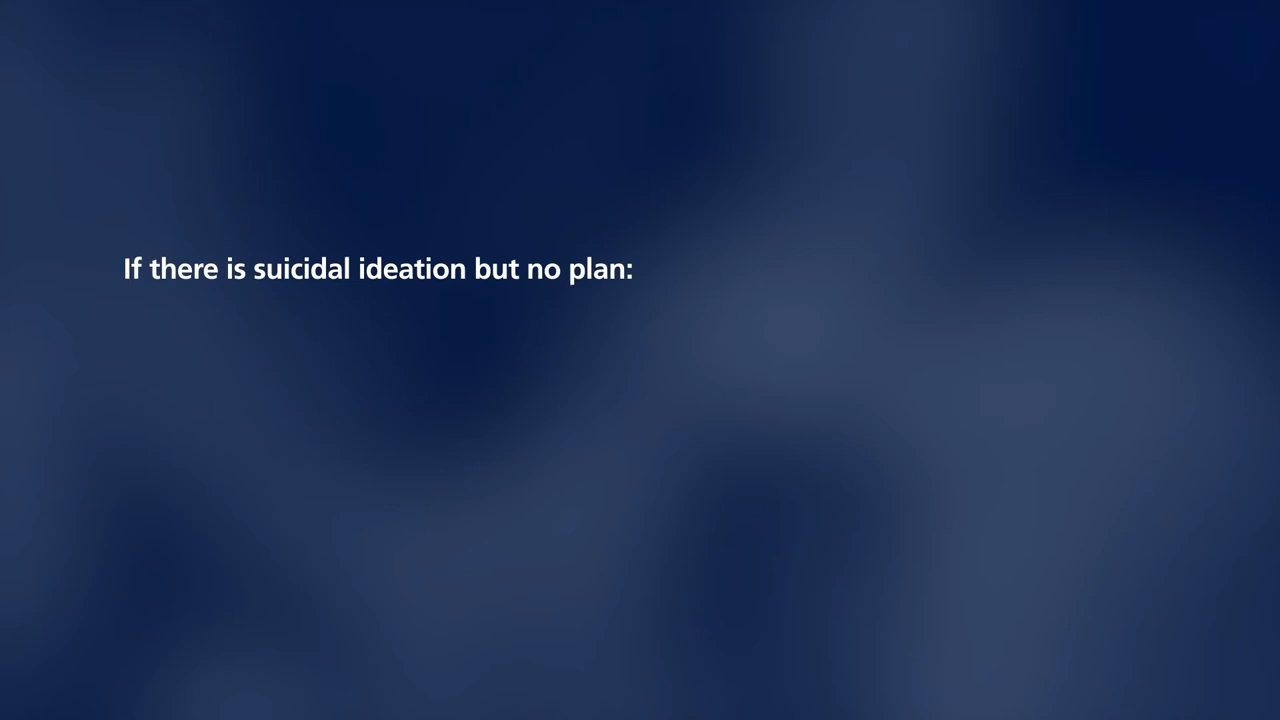 If there is suicidal ideation but no plan: